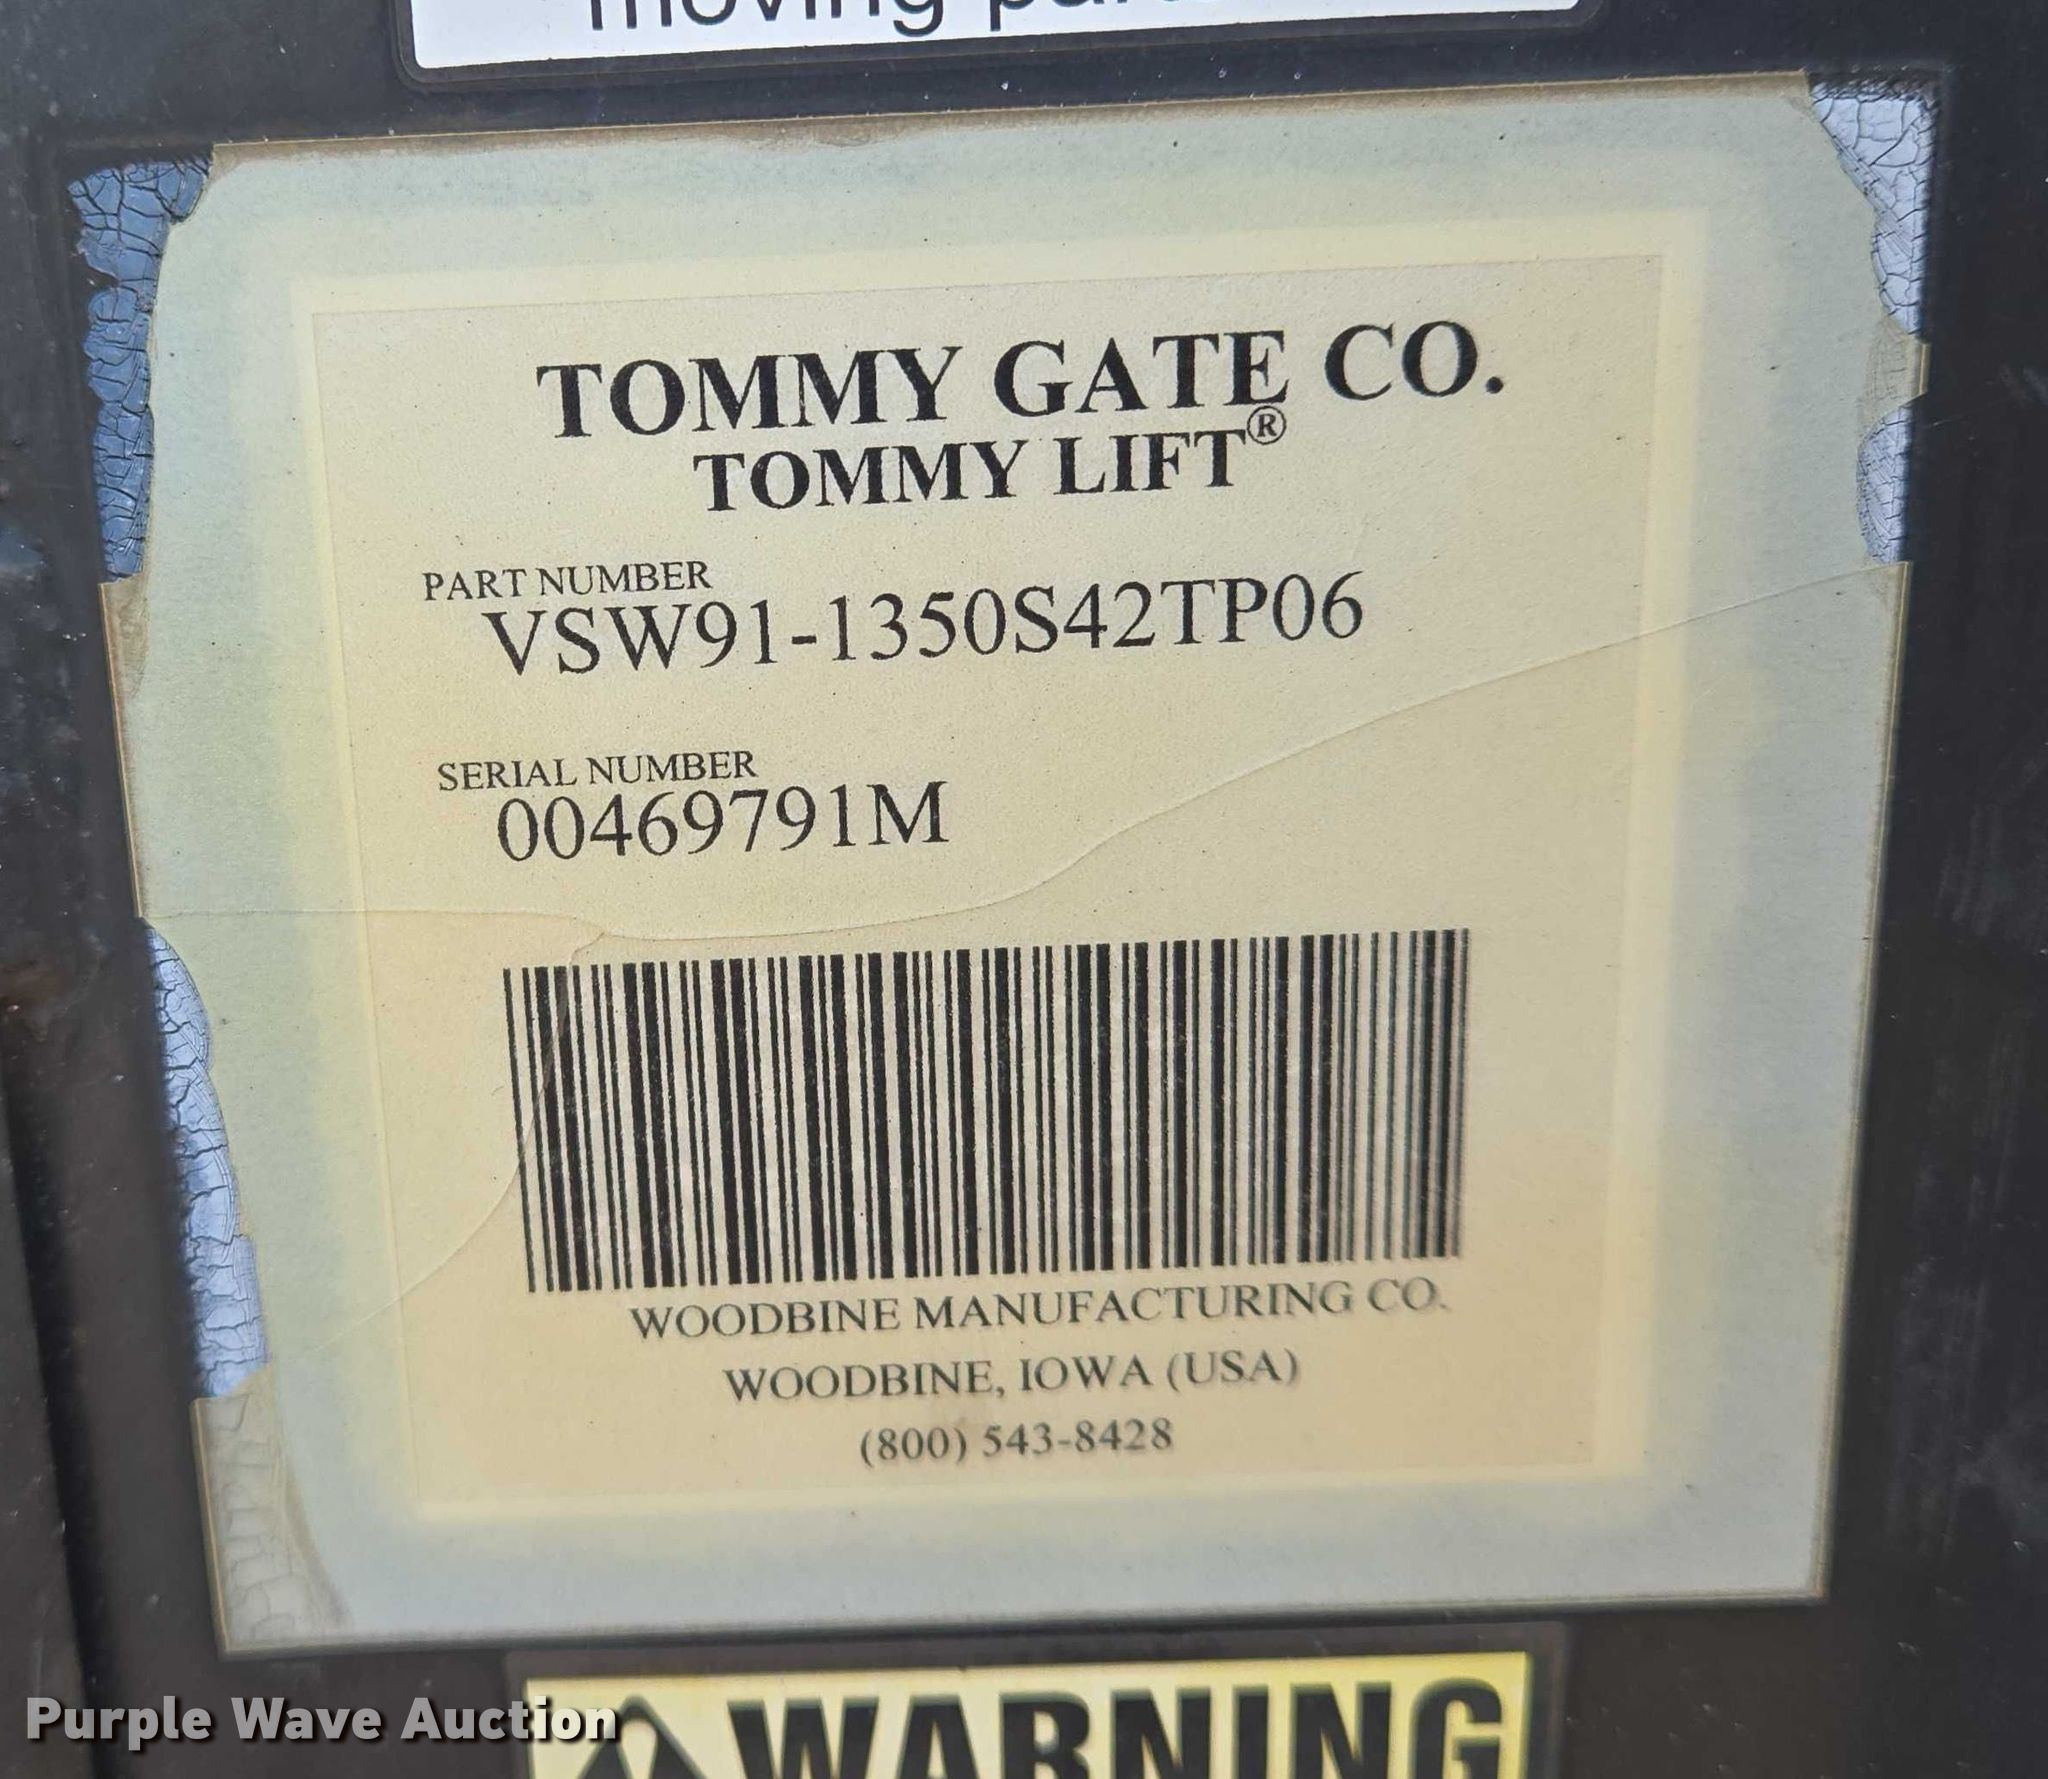 moving
TOMMY GATE CO.
TOMMY LIFT®
PART NUMBER
VSW91-1350S42TP06
SERIAL NUMBER
00469791M
WOODBINE MANUFACTURING CO.
WOODBINE, IOWA (USA)
(800) 543-8428
WARNING
Purple Wave Auction